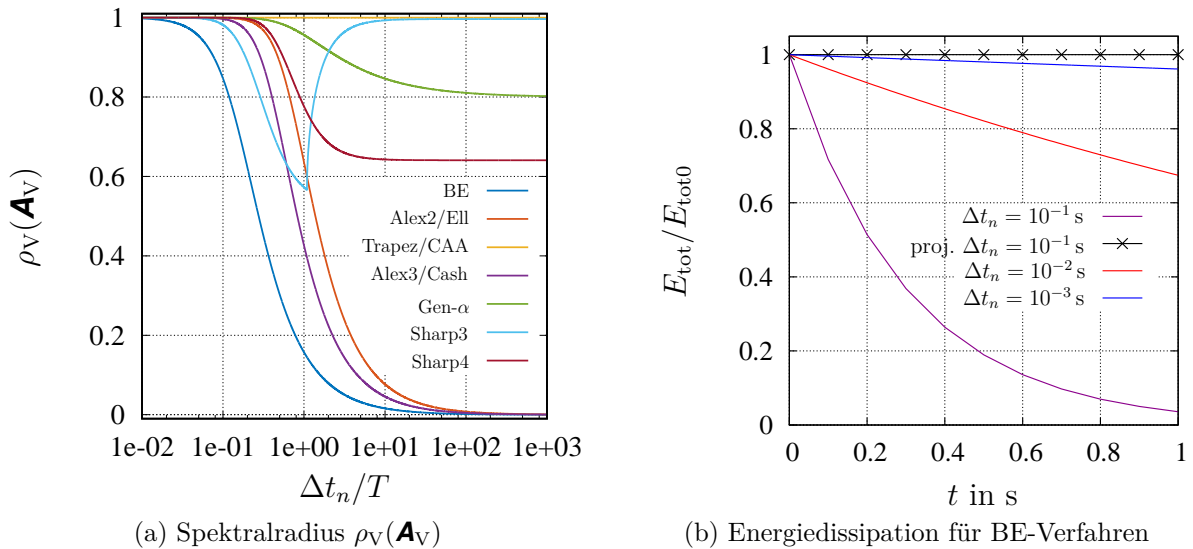 1
0.8
0.6
0.4
0.2
0
ρV(AV)
BE
Alex2/Ell
Trapez/CAA
Alex3/Cash
Gen-α
Sharp3
Sharp4
1e-02 1e-01 1e+00 1e+01 1e+02 1e+03
Δtn/T
(a) Spektralradius ρV(AV)
1
0.8
0.6
0.4
0.2
0
Etot/Etot0
Δtn = 10⁻¹ s
proj. Δtn = 10⁻¹ s
Δtn = 10⁻² s
Δtn = 10⁻³ s
0 0.2 0.4 0.6 0.8 1
t in s
(b) Energiedissipation für BE-Verfahren